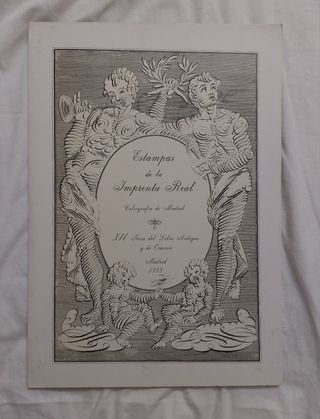 Estampas
de la
Imprenta Real
Calcografía de Madrid
XII Feria del Libro Antiguo
y de Ocasión
Madrid
1988